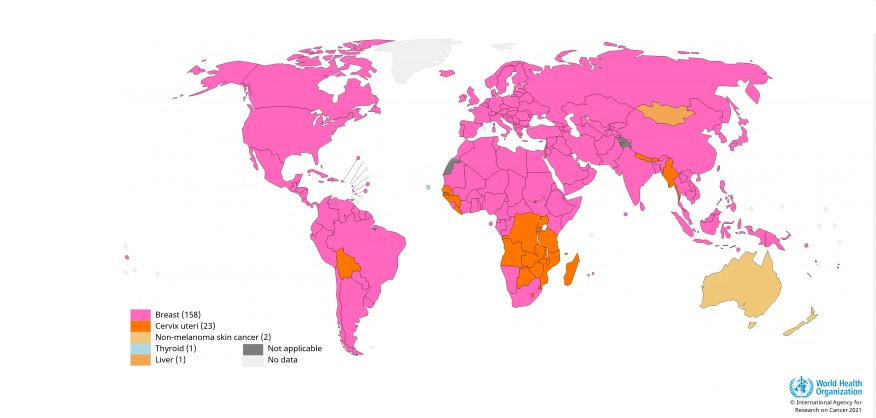 Breast (158)
Cervix uteri (23)
Non-melanoma skin cancer (2)
Thyroid (1)
Liver (1)
Not applicable
No data
World Health
Organization
© International Agency for
Research on Cancer 2021